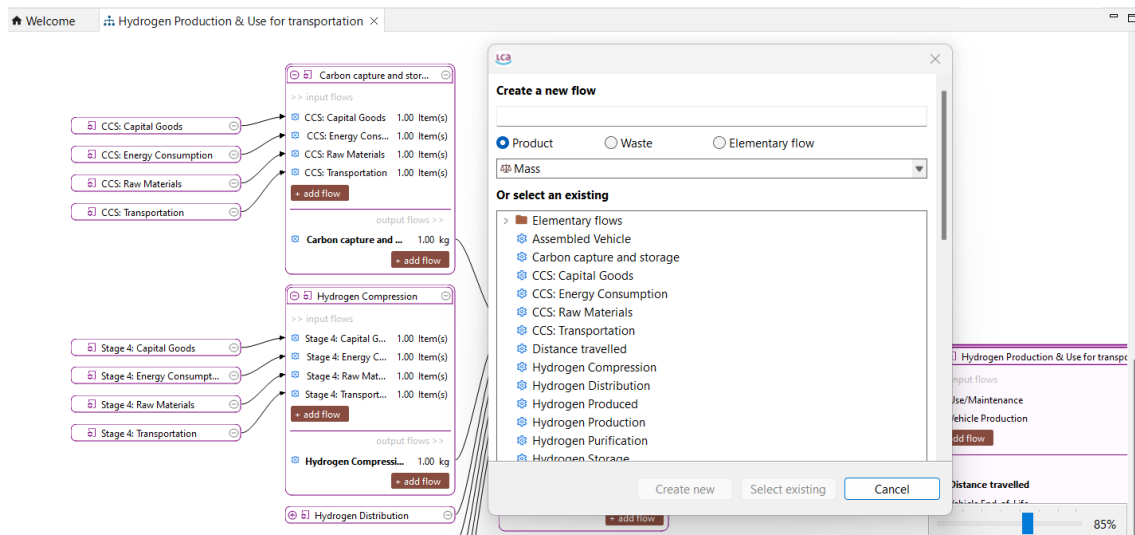 Welcome
Hydrogen Production & Use for transportation
Carbon capture and stor...
>> input flows
CCS: Capital Goods 1.00 Item(s)
CCS: Energy Cons... 1.00 Item(s)
CCS: Raw Materials 1.00 Item(s)
CCS: Transportation 1.00 Item(s)
+ add flow
output flows >>
Carbon capture and ... 1.00 kg
+ add flow
CCS: Capital Goods
CCS: Energy Consumption
CCS: Raw Materials
CCS: Transportation
Hydrogen Compression
>> input flows
Stage 4: Capital G... 1.00 Item(s)
Stage 4: Energy C... 1.00 Item(s)
Stage 4: Raw Mat... 1.00 Item(s)
Stage 4: Transport... 1.00 Item(s)
+ add flow
output flows >>
Hydrogen Compressi... 1.00 kg
+ add flow
Stage 4: Capital Goods
Stage 4: Energy Consumpt...
Stage 4: Raw Materials
Stage 4: Transportation
Hydrogen Distribution
LCA
Create a new flow
Product Waste Elementary flow
Mass
Or select an existing
Elementary flows
Assembled Vehicle
Carbon capture and storage
CCS: Capital Goods
CCS: Energy Consumption
CCS: Raw Materials
CCS: Transportation
Distance travelled
Hydrogen Compression
Hydrogen Distribution
Hydrogen Produced
Hydrogen Production
Hydrogen Purification
Hydrogen Storage
Create new Select existing Cancel
+ add flow
Hydrogen Production & Use for transpo
nput flows
Use/Maintenance
Vehicle Production
dd flow
Distance travelled
Vehicle End-of-Life
85%